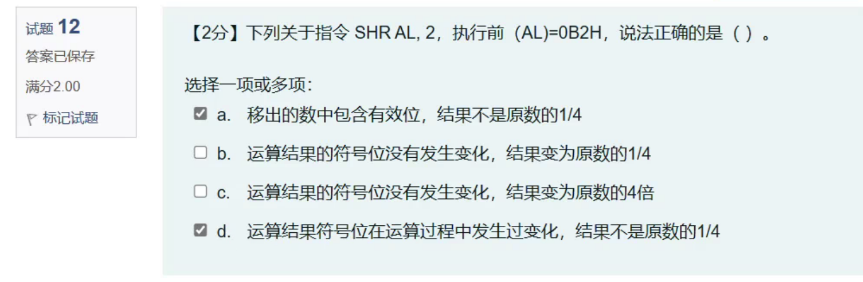 试题 12
答案已保存
满分2.00
标记试题
【2分】下列关于指令 SHR AL, 2，执行前（AL)=0B2H，说法正确的是（ ）。
选择一项或多项：
a. 移出的数中包含有效位，结果不是原数的1/4
b. 运算结果的符号位没有发生变化，结果变为原数的1/4
c. 运算结果的符号位没有发生变化，结果变为原数的4倍
d. 运算结果符号位在运算过程中发生过变化，结果不是原数的1/4